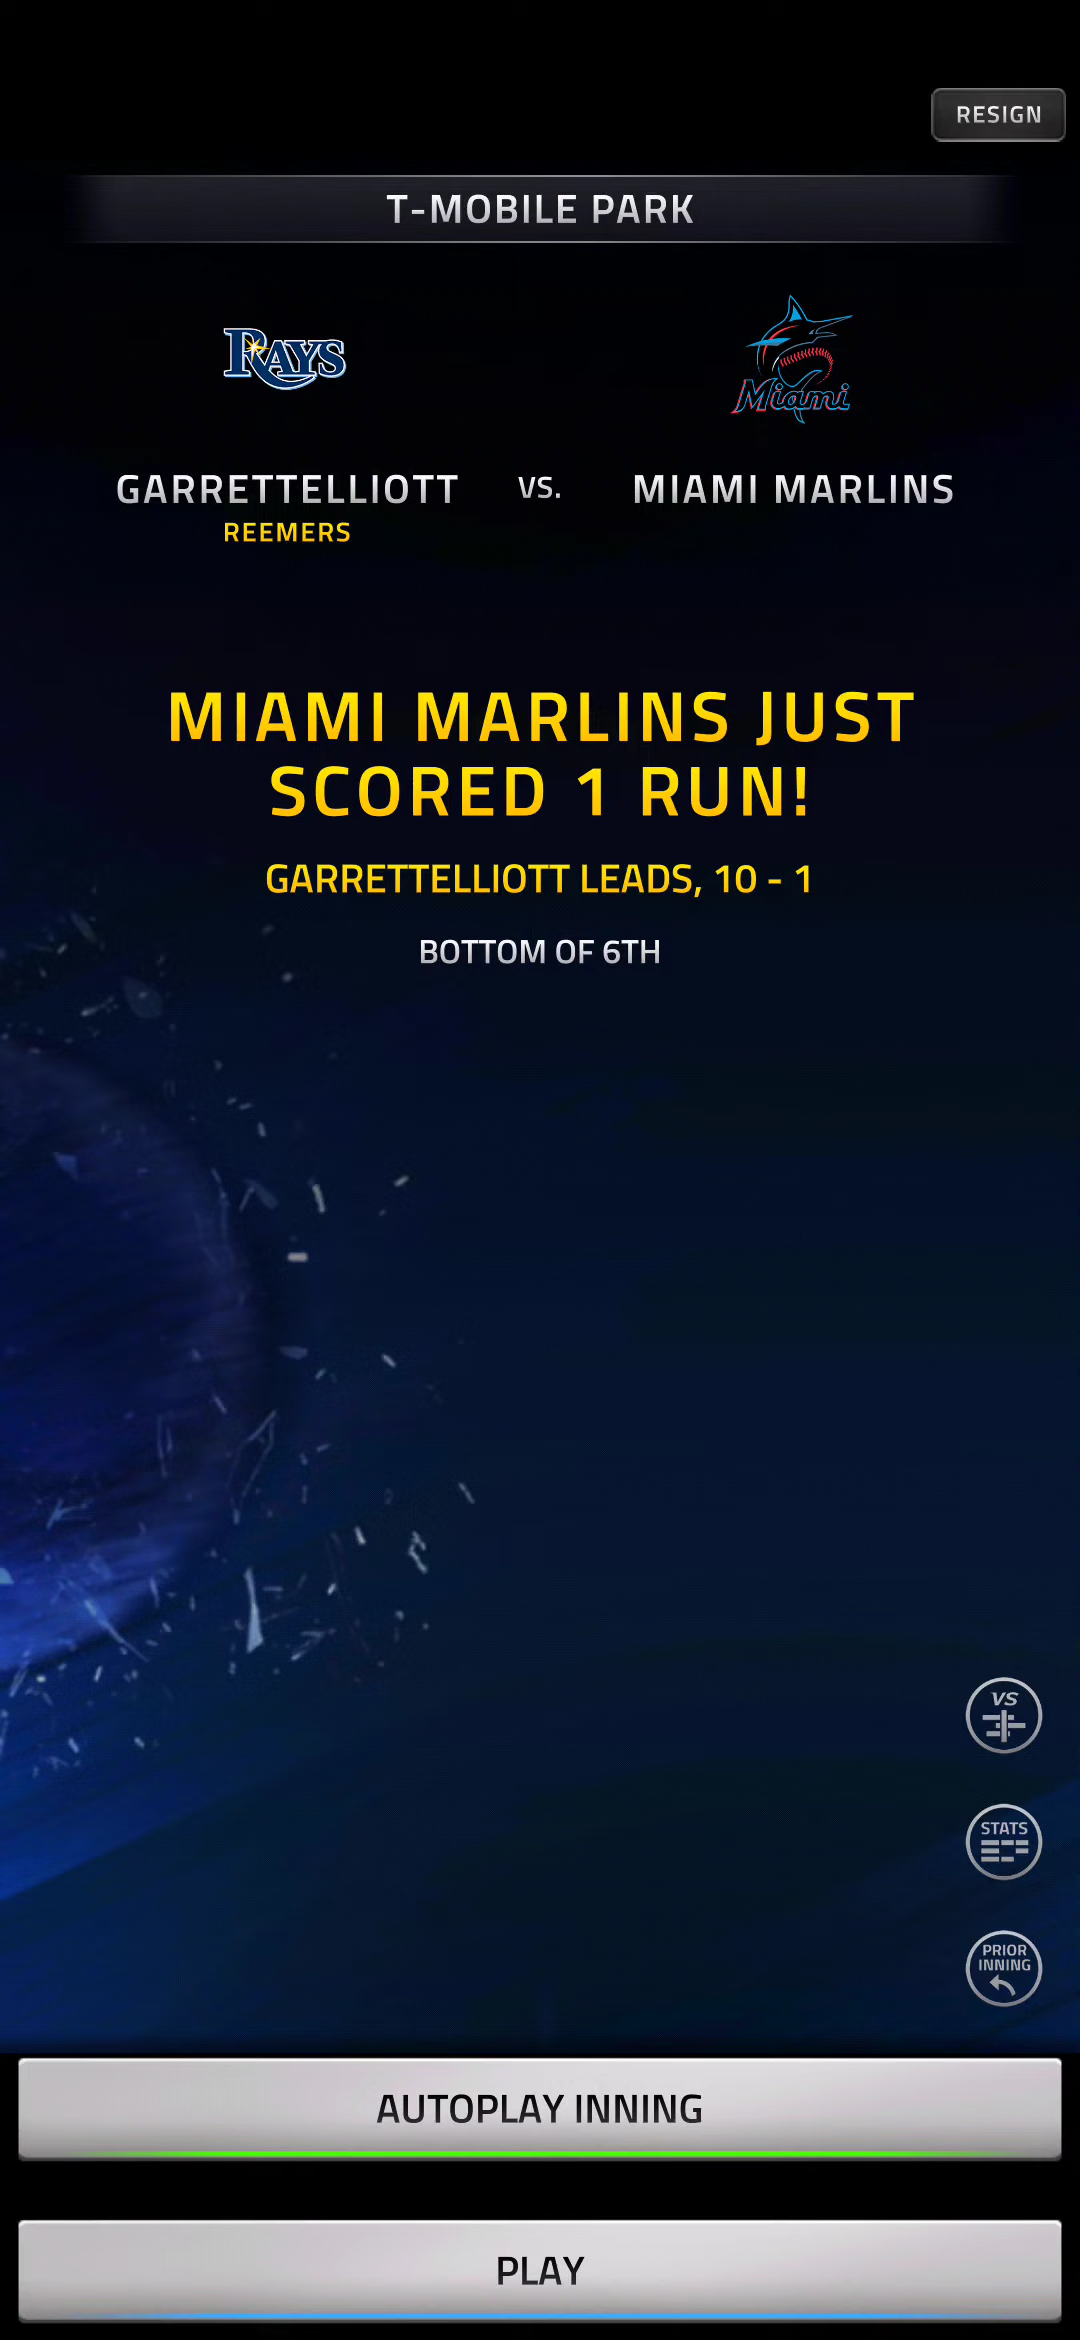 RESIGN
T-MOBILE PARK
RAYS
Miami
GARRETTELLIOTT VS. MIAMI MARLINS
REEMERS
MIAMI MARLINS JUST
SCORED 1 RUN!
GARRETTELLIOTT LEADS, 10 - 1
BOTTOM OF 6TH
VS
STATS
PRIOR
INNING
AUTOPLAY INNING
PLAY